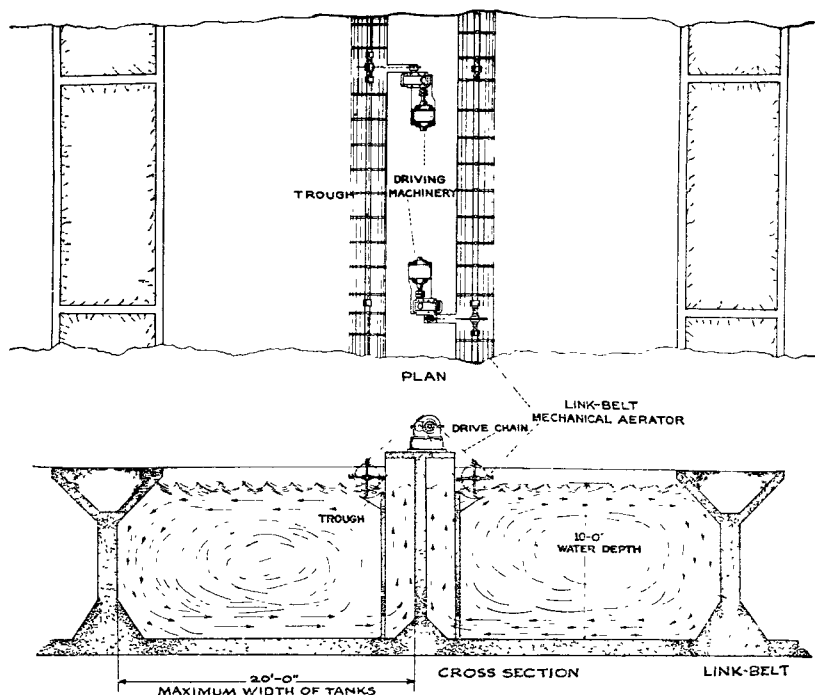 TROUGH
DRIVING
MACHINERY
PLAN
LINK-BELT
MECHANICAL AERATOR
DRIVE CHAIN
TROUGH
10-0"
WATER DEPTH
20'-0"
MAXIMUM WIDTH OF TANKS
CROSS SECTION
LINK-BELT